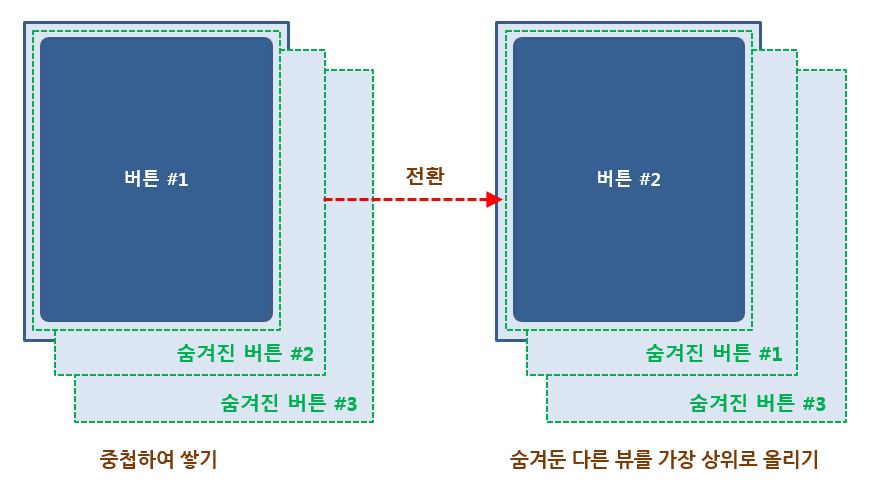 버튼 #1
숨겨진 버튼 #2
숨겨진 버튼 #3
중첩하여 쌓기
전환
버튼 #2
숨겨진 버튼 #1
숨겨진 버튼 #3
숨겨둔 다른 뷰를 가장 상위로 올리기